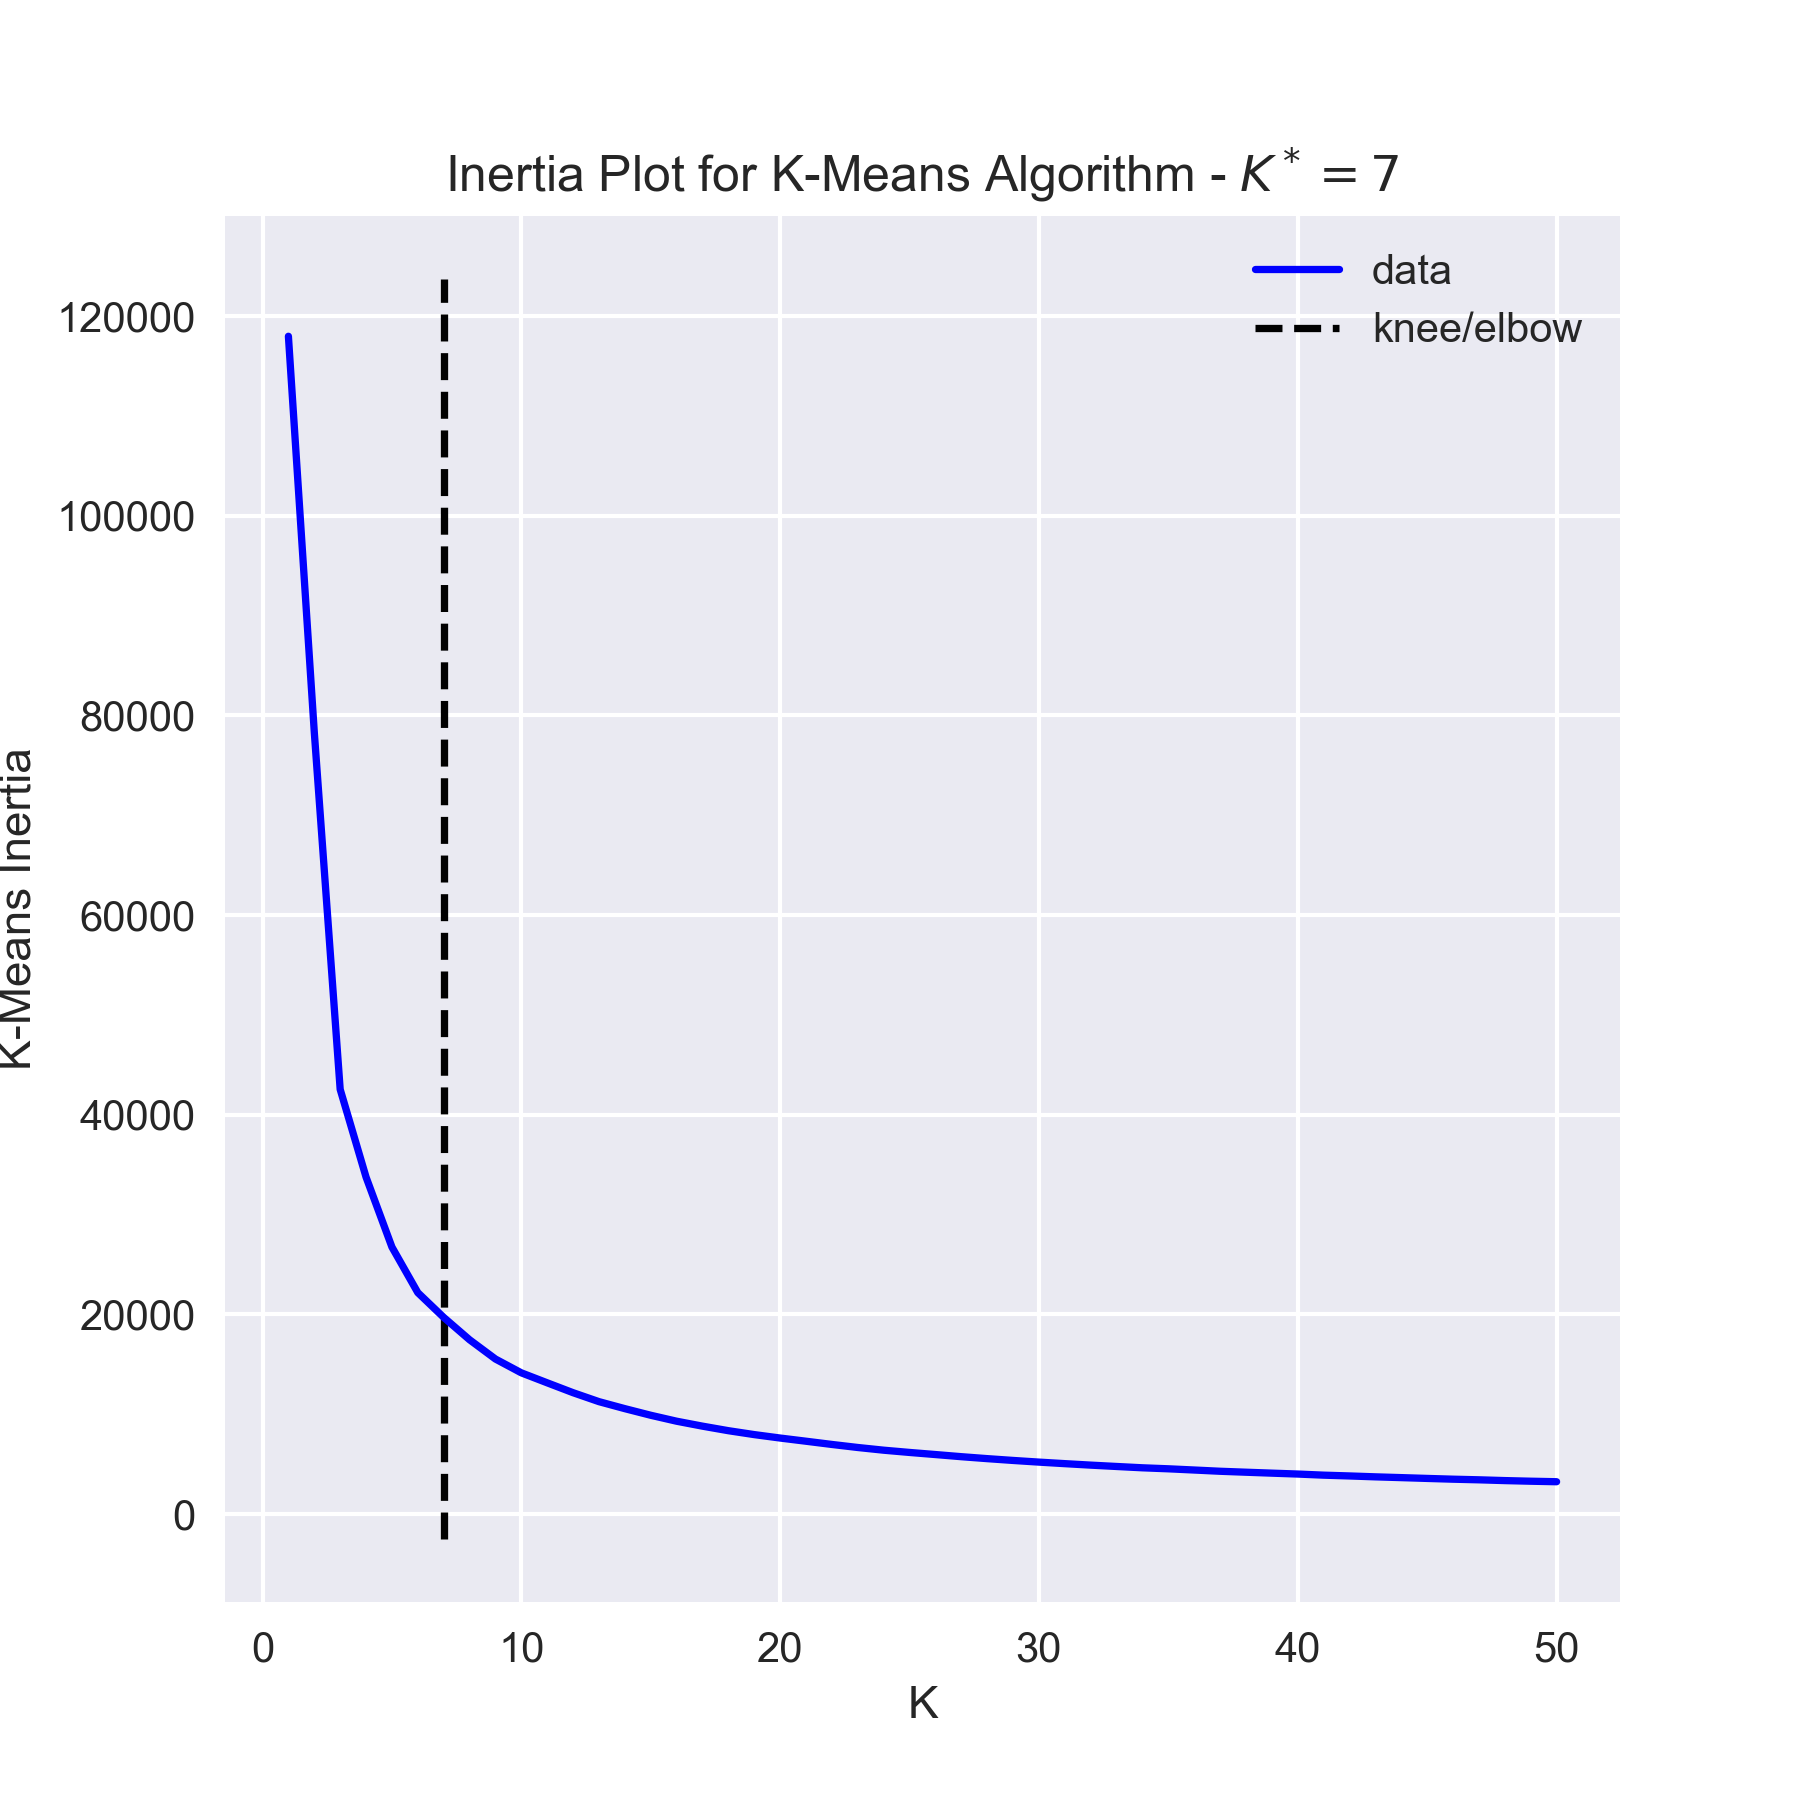 Inertia Plot for K-Means Algorithm - K* = 7
data
knee/elbow
120000
100000
80000
60000
40000
20000
0
K-Means Inertia
0 10 20 30 40 50
K